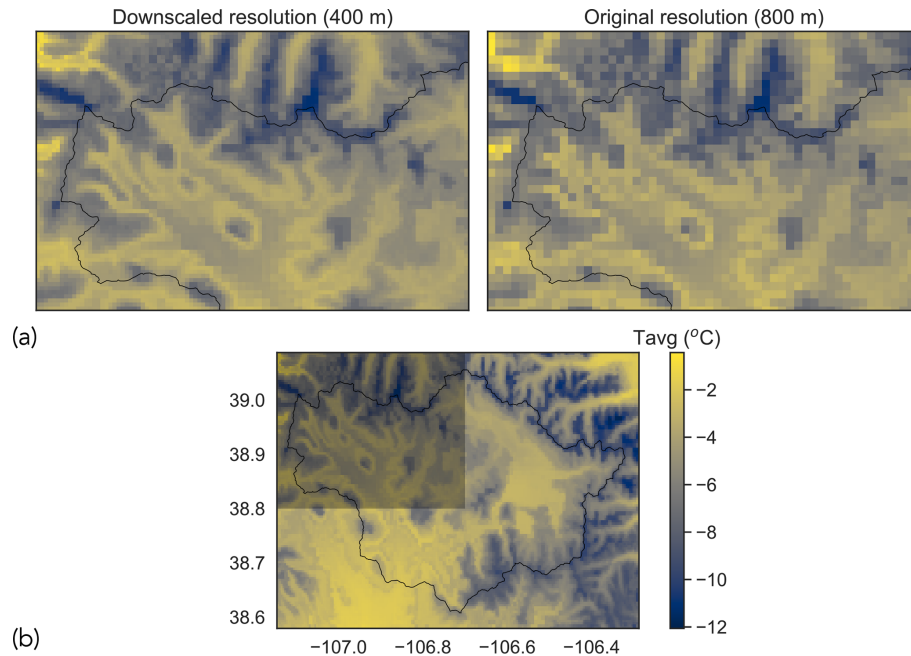 Downscaled resolution (400 m) Original resolution (800 m)
(a)
Tavg (°C)
39.0
38.9
38.8
38.7
38.6
−2
−4
−6
−8
−10
−12
(b)
−107.0 −106.8 −106.6 −106.4